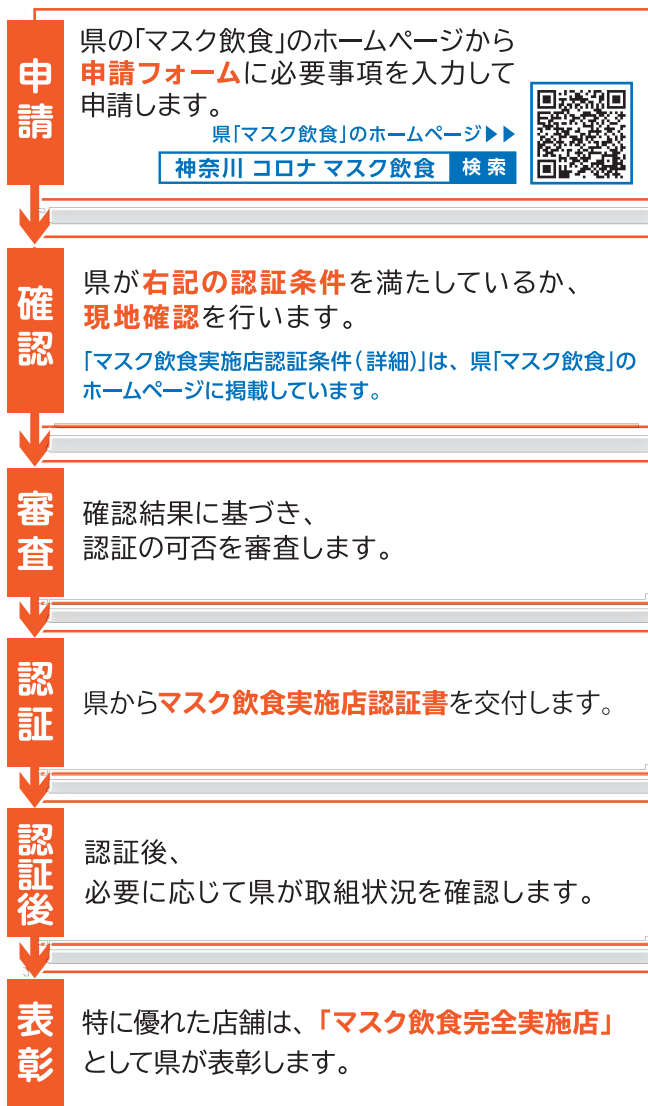 申請
県の「マスク飲食」のホームページから
申請フォームに必要事項を入力して
申請します。
県「マスク飲食」のホームページ▶▶
神奈川 コロナ マスク飲食 検索
確認
県が右記の認証条件を満たしているか、
現地確認を行います。
「マスク飲食実施店認証条件(詳細)」は、県「マスク飲食」の
ホームページに掲載しています。
審査
確認結果に基づき、
認証の可否を審査します。
認証
県からマスク飲食実施店認証書を交付します。
認証後
認証後、
必要に応じて県が取組状況を確認します。
表彰
特に優れた店舗は、「マスク飲食完全実施店」
として県が表彰します。